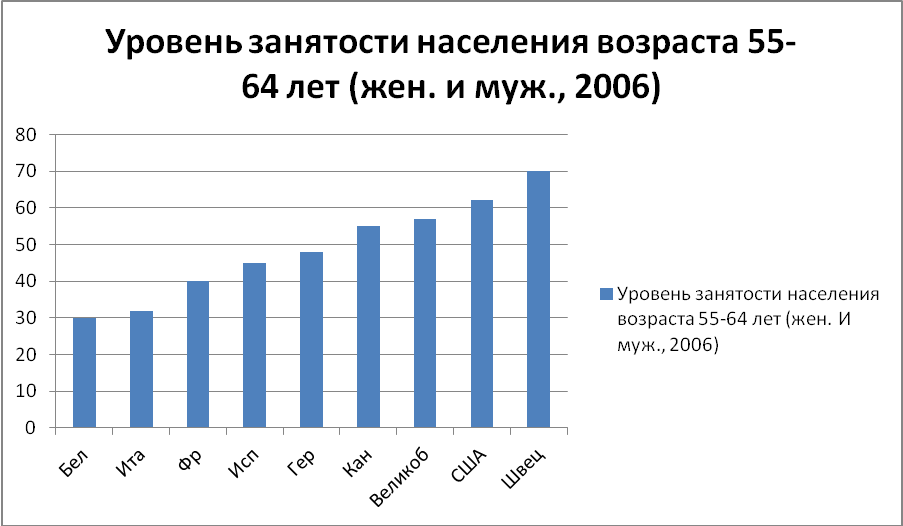 Уровень занятости населения возраста 55-
64 лет (жен. и муж., 2006)
80
70
60
50
40
30
20
10
0
Бел
Ита
Фр
Исп
Гер
Кан
Великоб
США
Швец
Уровень занятости населения
возраста 55-64 лет (жен. И
муж., 2006)